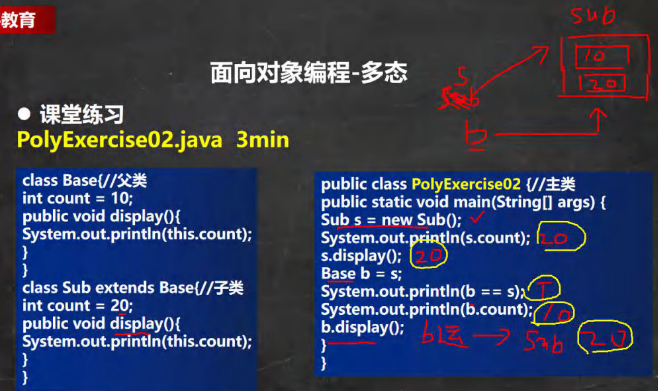 教育
面向对象编程-多态
● 课堂练习
PolyExercise02.java 3min
class Base{//父类
int count = 10;
public void display(){
System.out.println(this.count);
}
}
class Sub extends Base{//子类
int count = 20;
public void display(){
System.out.println(this.count);
}
}
public class PolyExercise02 {//主类
public static void main(String[] args) {
Sub s = new Sub(); ✓
System.out.println(s.count); 20
s.display(); 20
Base b = s;
System.out.println(b == s); T
System.out.println(b.count); 10
b.display(); b运 → Sub 20
}
}
sub
10
20
s
b